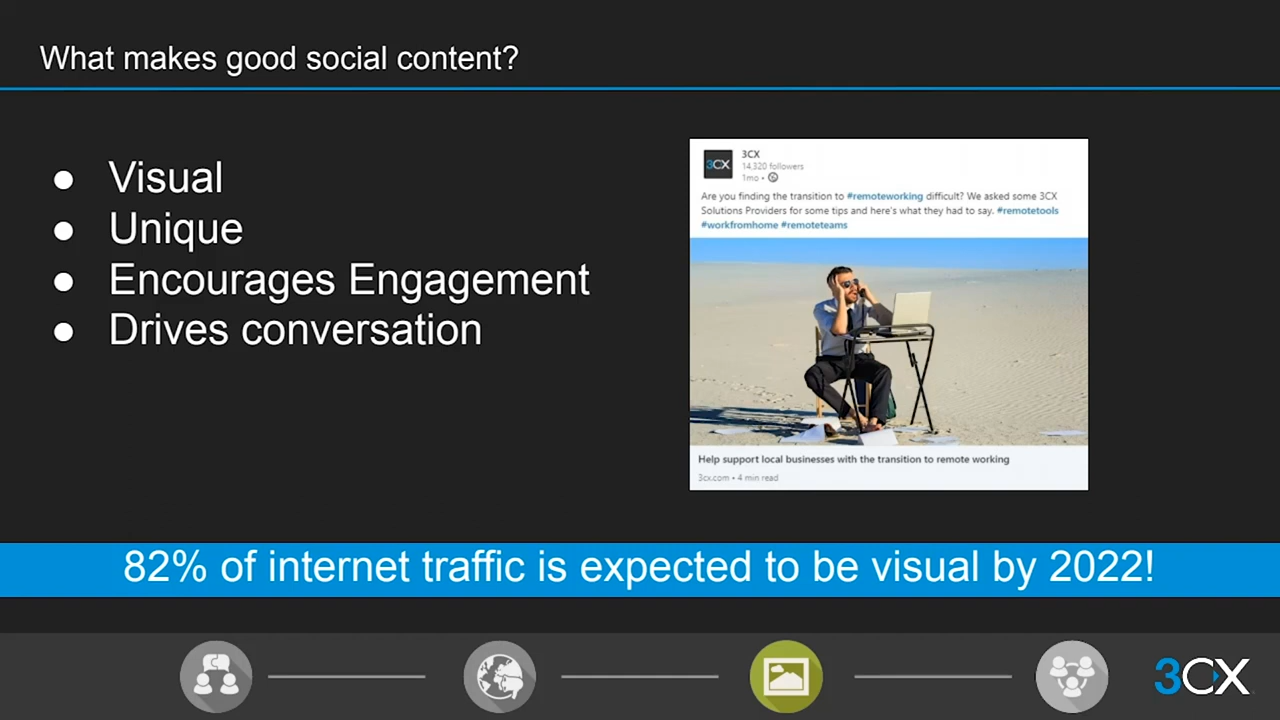 What makes good social content?
● Visual
● Unique
● Encourages Engagement
● Drives conversation
3CX
3CX
14,320 followers
1mo •
Are you finding the transition to #remoteworking difficult? We asked some 3CX
Solutions Providers for some tips and here's what they had to say. #remotetools
#workfromhome #remoteteams
Help support local businesses with the transition to remote working
3cx.com • 4 min read
82% of internet traffic is expected to be visual by 2022!
3CX